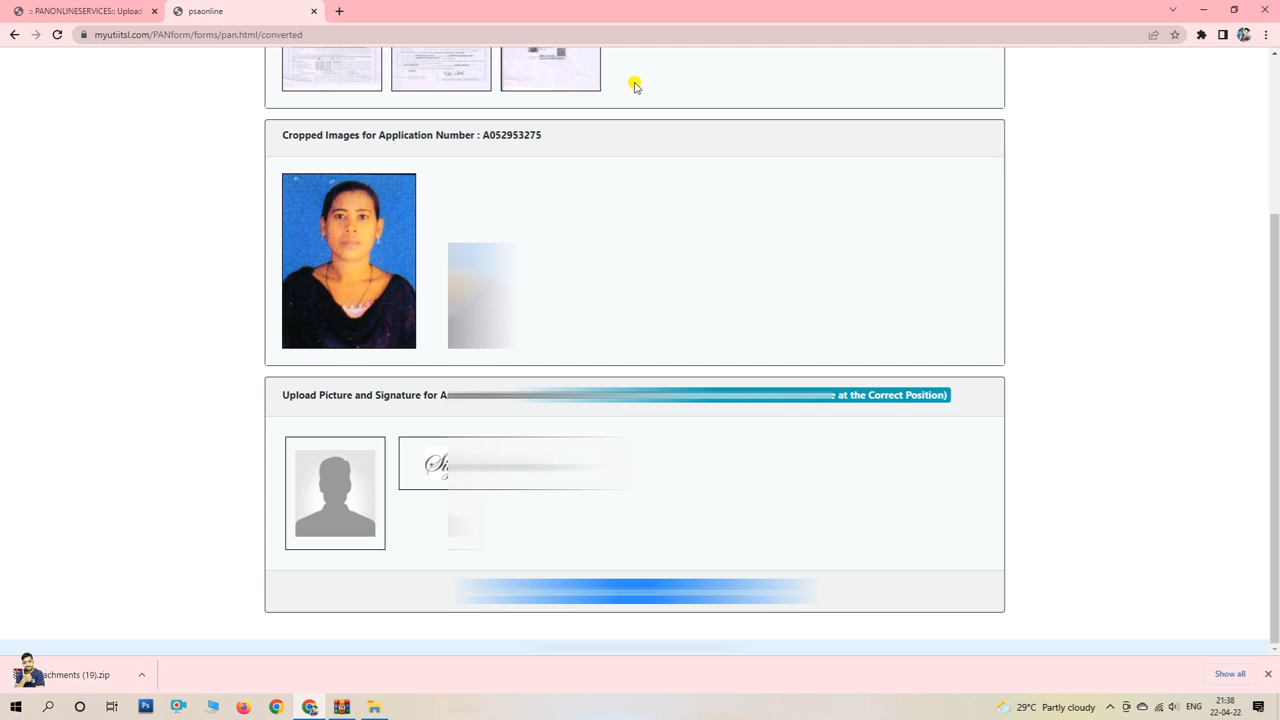 :: PANONLINESERVICES:: Upload
psaonline
myutiitsl.com/PANform/forms/pan.html/converted
Cropped Images for Application Number : A052953275
Upload Picture and Signature for A
at the Correct Position)
achments (19).zip
Show all
Ps
29°C Partly cloudy
ENG
21:38
22-04-22